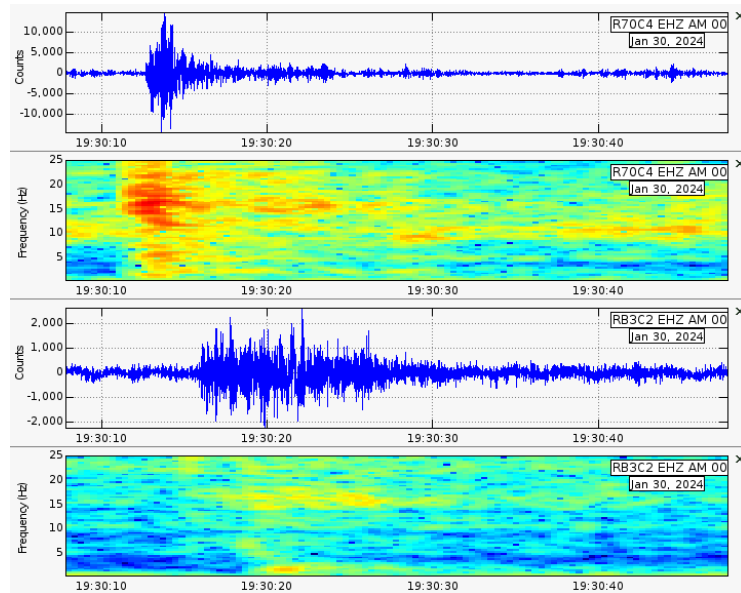 R70C4 EHZ AM 00
Jan 30, 2024
Counts
10,000
5,000
0
-5,000
-10,000
19:30:10 19:30:20 19:30:30 19:30:40
R70C4 EHZ AM 00
Jan 30, 2024
Frequency (Hz)
25
20
15
10
5
19:30:10 19:30:20 19:30:30 19:30:40
RB3C2 EHZ AM 00
Jan 30, 2024
Counts
2,000
1,000
0
-1,000
-2,000
19:30:10 19:30:20 19:30:30 19:30:40
RB3C2 EHZ AM 00
Jan 30, 2024
Frequency (Hz)
25
20
15
10
5
19:30:10 19:30:20 19:30:30 19:30:40